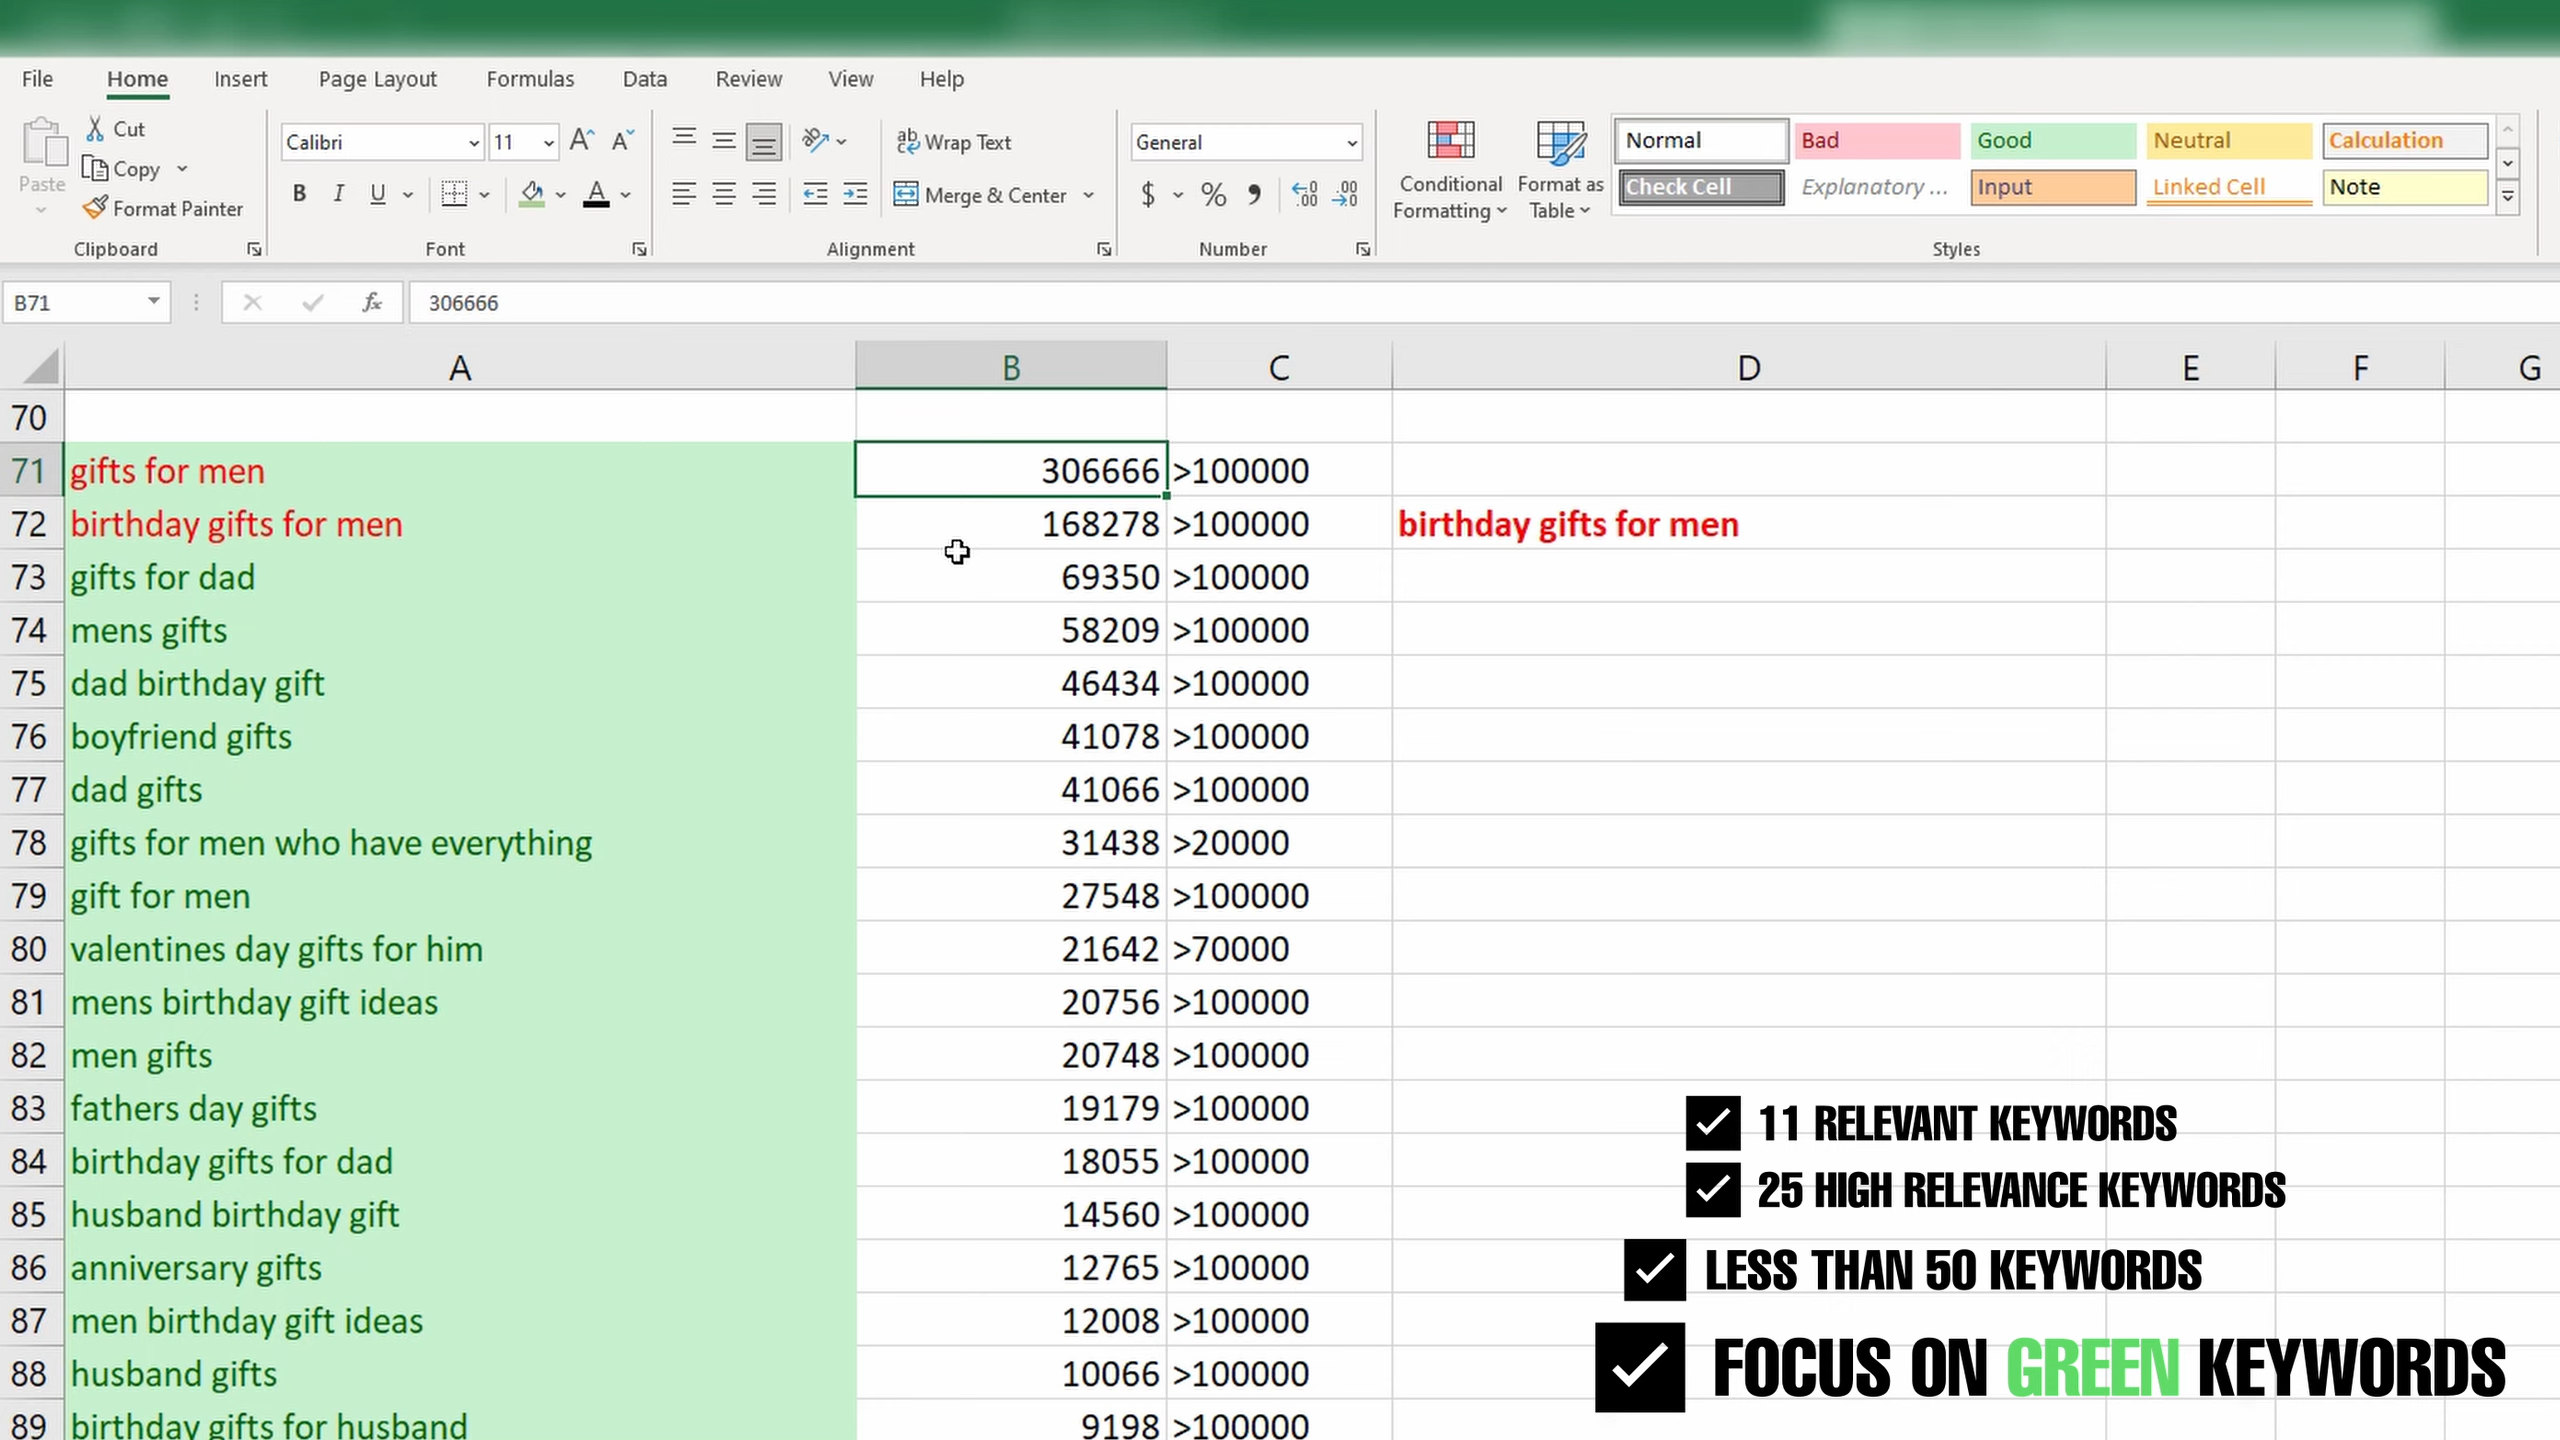 File Home Insert Page Layout Formulas Data Review View Help
Paste
Cut
Copy
Format Painter
Clipboard
Calibri 11
B I U
Font
Wrap Text
Merge & Center
Alignment
General
$ % ,
Number
Conditional Formatting
Format as Table
Normal Bad Good Neutral Calculation
Check Cell Explanatory ... Input Linked Cell Note
Styles
B71 fx 306666
A B C D E F G
70
71 gifts for men 306666 >100000
72 birthday gifts for men 168278 >100000 birthday gifts for men
73 gifts for dad 69350 >100000
74 mens gifts 58209 >100000
75 dad birthday gift 46434 >100000
76 boyfriend gifts 41078 >100000
77 dad gifts 41066 >100000
78 gifts for men who have everything 31438 >20000
79 gift for men 27548 >100000
80 valentines day gifts for him 21642 >70000
81 mens birthday gift ideas 20756 >100000
82 men gifts 20748 >100000
83 fathers day gifts 19179 >100000
84 birthday gifts for dad 18055 >100000
85 husband birthday gift 14560 >100000
86 anniversary gifts 12765 >100000
87 men birthday gift ideas 12008 >100000
88 husband gifts 10066 >100000
89 birthday gifts for husband 9198 >100000
11 RELEVANT KEYWORDS
25 HIGH RELEVANCE KEYWORDS
LESS THAN 50 KEYWORDS
FOCUS ON GREEN KEYWORDS